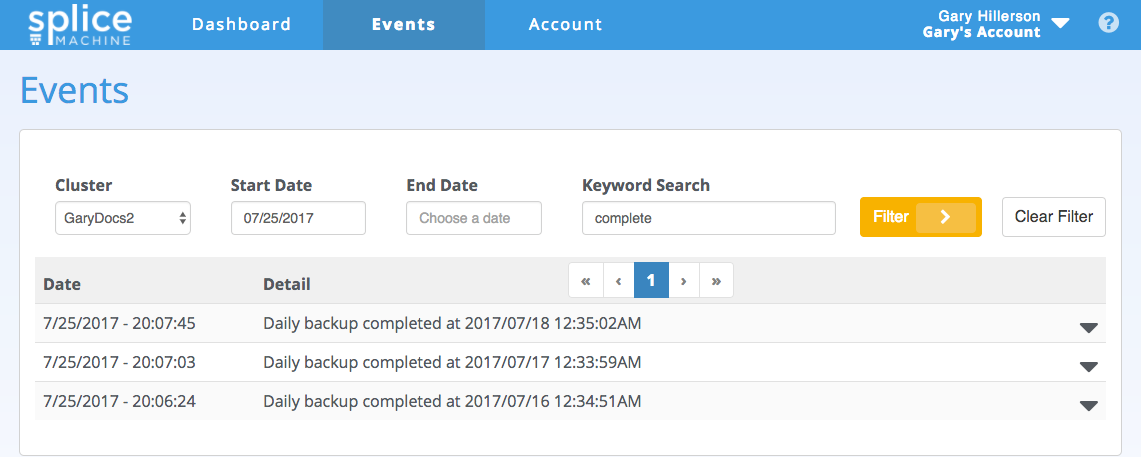 splice MACHINE Dashboard Events Account Gary Hillerson
Gary's Account
?
Events
Cluster Start Date End Date Keyword Search
GaryDocs2 07/25/2017 Choose a date complete Filter Clear Filter
Date Detail « ‹ 1 › »
7/25/2017 - 20:07:45 Daily backup completed at 2017/07/18 12:35:02AM
7/25/2017 - 20:07:03 Daily backup completed at 2017/07/17 12:33:59AM
7/25/2017 - 20:06:24 Daily backup completed at 2017/07/16 12:34:51AM